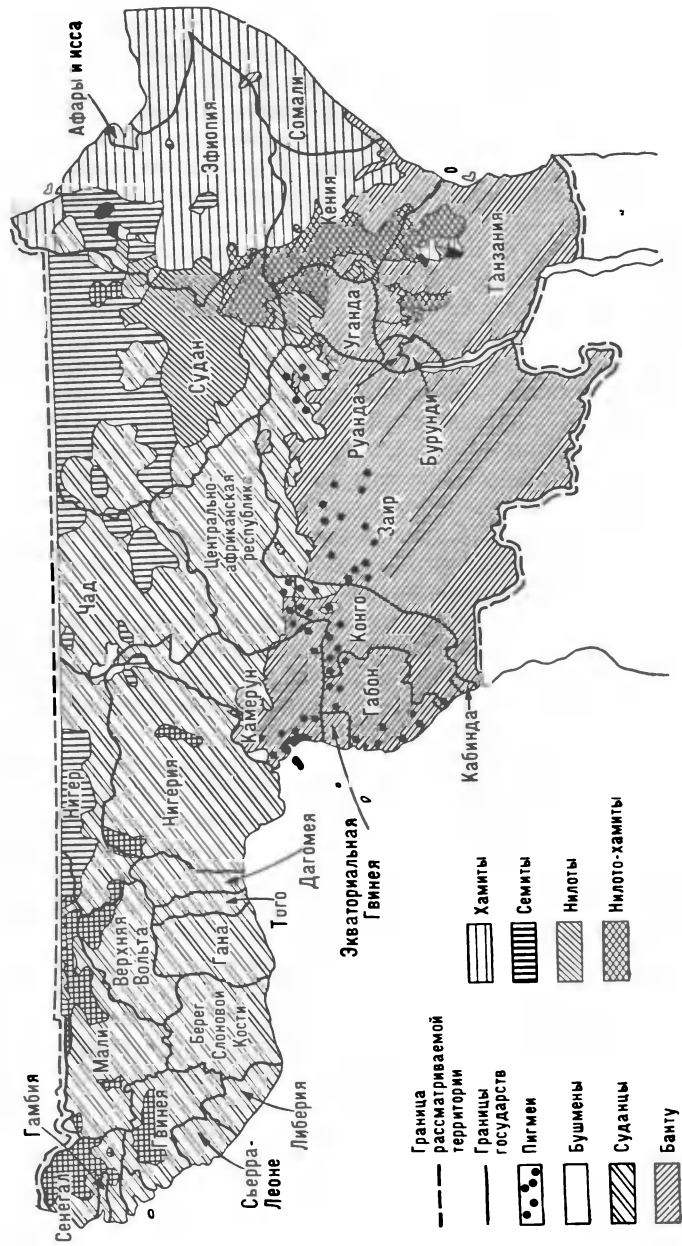 Гамбия
Сенегал
Мали
Гвинея
Сьерра-
Леоне
Либерия
Верхняя
Вольта
Берег
Слоновой
Кости
Гана
Того
Дагомея
Нигер
Нигерия
Экваториальная
Гвинея
Чад
Камерун
Центрально-
африканская
республика
Габон
Конго
Кабинда
Заир
Судан
Руанда
Бурунди
Уганда
Кения
Танзания
Эфиопия
Сомали
Афары и исса
Граница
рассматриваемой
территории
Границы
государств
Пигмеи
Бушмены
Суданцы
Банту
Хамиты
Семиты
Нилоты
Нилото-хамиты